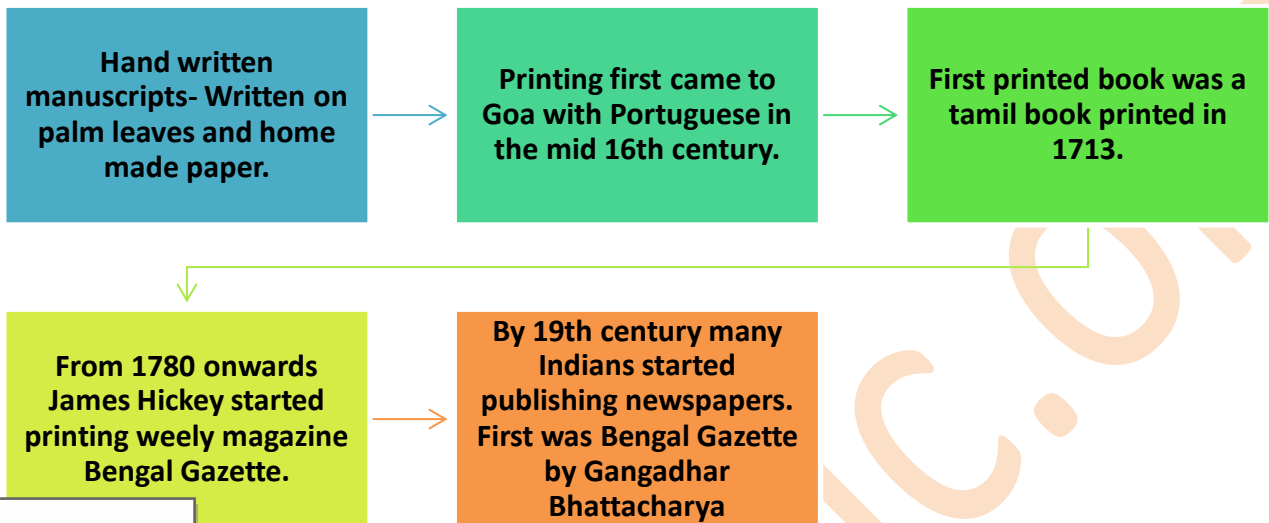 Hand written
manuscripts- Written on
palm leaves and home
made paper.
Printing first came to
Goa with Portuguese in
the mid 16th century.
First printed book was a
tamil book printed in
1713.
From 1780 onwards
James Hickey started
printing weely magazine
Bengal Gazette.
By 19th century many
Indians started
publishing newspapers.
First was Bengal Gazette
by Gangadhar
Bhattacharya